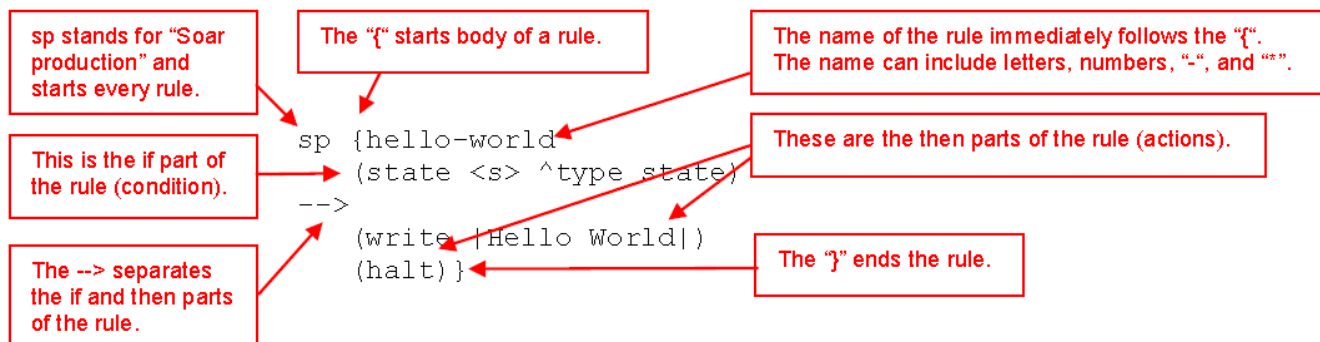 sp stands for “Soar
production” and
starts every rule.
The “{“ starts body of a rule.
The name of the rule immediately follows the “{“.
The name can include letters, numbers, “-“, and “*”.
sp {hello-world
(state <s> ^type state)
-->
(write |Hello World|)
(halt)}
This is the if part of
the rule (condition).
These are the then parts of the rule (actions).
The --> separates
the if and then parts
of the rule.
The “}” ends the rule.